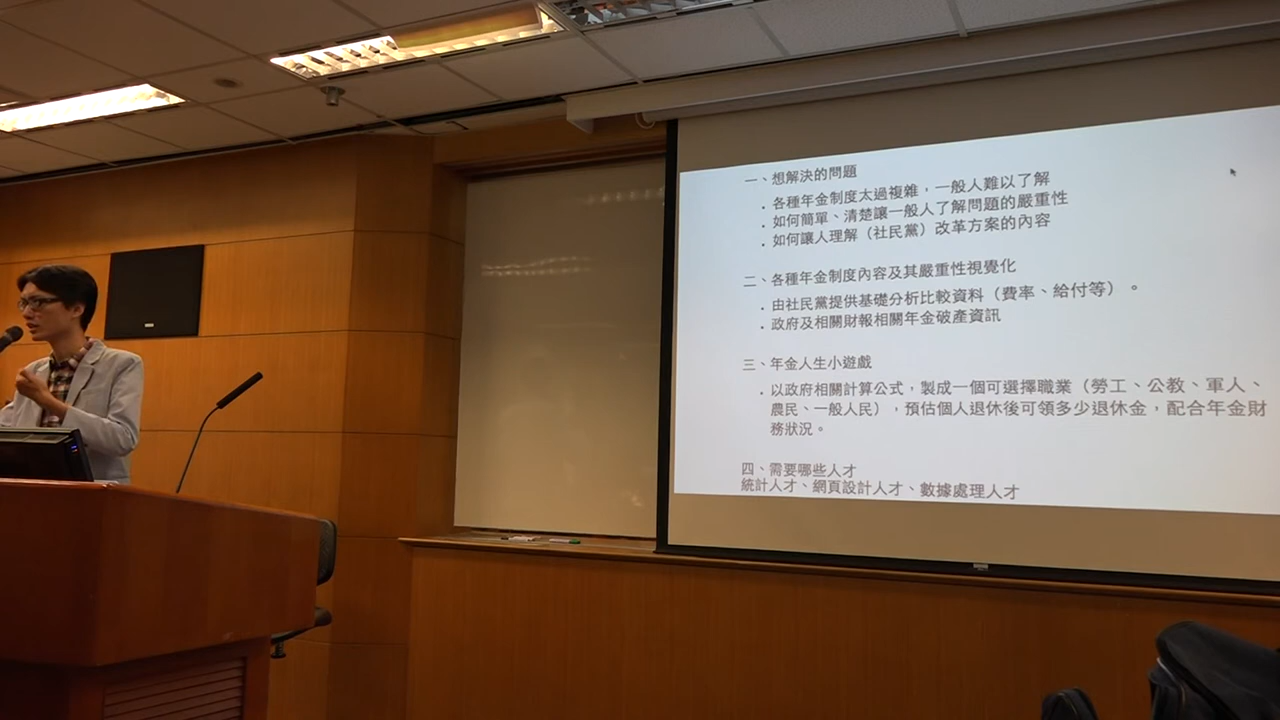 一、想解決的問題
．各種年金制度太過複雜，一般人難以了解
．如何簡單、清楚讓一般人了解問題的嚴重性
．如何讓人理解（社民黨）改革方案的內容
二、各種年金制度內容及其嚴重性視覺化
．由社民黨提供基礎分析比較資料（費率、給付等）。
．政府及相關財報相關年金破產資訊
三、年金人生小遊戲
．以政府相關計算公式，製成一個可選擇職業（勞工、公教、軍人、
農民、一般人民），預估個人退休後可領多少退休金，配合年金財
務狀況。
四、需要哪些人才
統計人才、網頁設計人才、數據處理人才